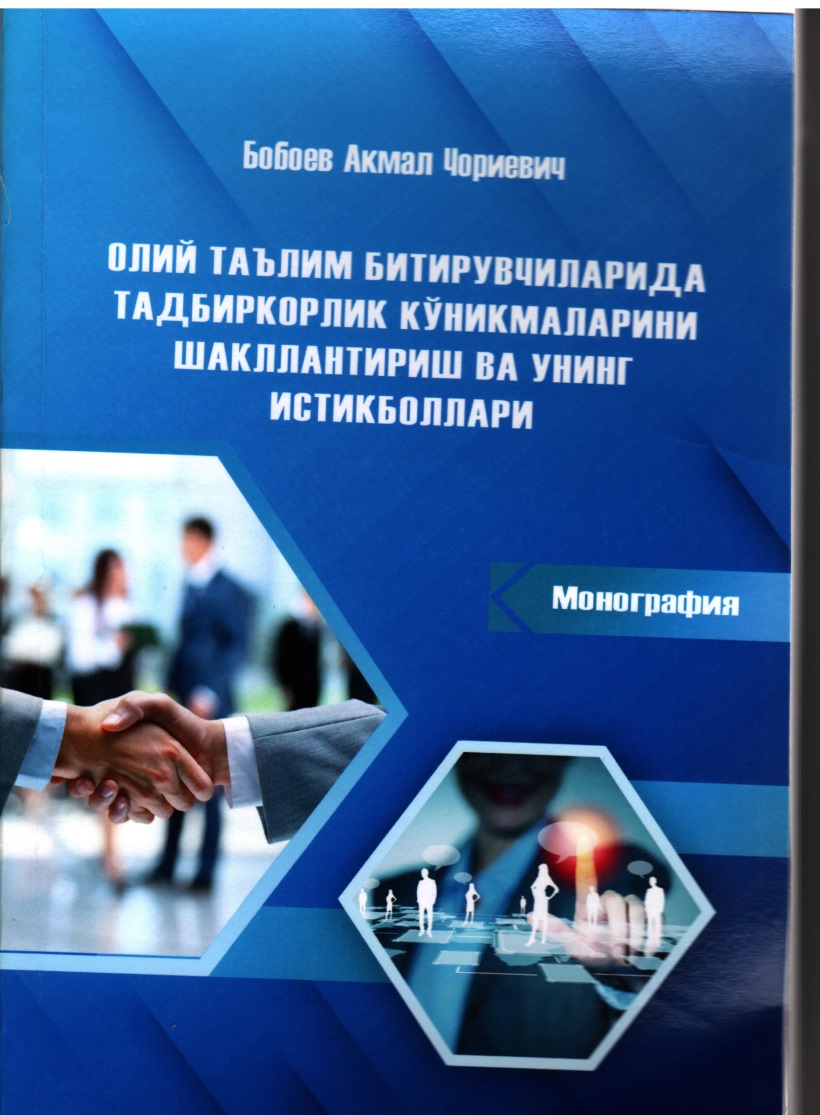 Бобоев Акмал Чориевич
ОЛИЙ ТАЪЛИМ БИТИРУВЧИЛАРИДА
ТАДБИРКОРЛИК КЎНИКМАЛАРИНИ
ШАКЛЛАНТИРИШ ВА УНИНГ
ИСТИКБОЛЛАРИ
Монография